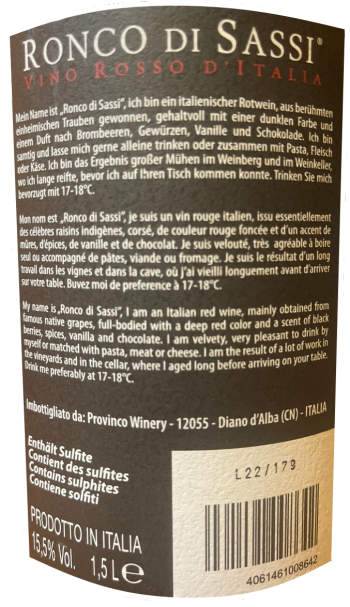 RONCO DI SASSI®
VINO ROSSO D'ITALIA
Mein Name ist „Ronco di Sassi", ich bin ein italienischer Rotwein, aus berühmten
einheimischen Trauben gewonnen, gehaltvoll mit einer dunklen Farbe und
einem Duft nach Brombeeren, Gewürzen, Vanille und Schokolade. Ich bin
samtig und lasse mich gerne alleine trinken oder zusammen mit Pasta, Fleisch
oder Käse. Ich bin das Ergebnis großer Mühen im Weinberg und im Weinkeller,
wo ich lange reifte, bevor ich auf Ihren Tisch kommen konnte. Trinken Sie mich
bevorzugt mit 17-18°C.
Mon nom est „Ronco di Sassi", je suis un vin rouge italien, issu essentiellement
des célèbres raisins indigènes, corsé, de couleur rouge foncée et d'un accent de
mûres, d'épices, de vanille et de chocolat. Je suis velouté, très agréable à boire
seul ou accompagné de pâtes, viande ou fromage. Je suis le résultat d'un long
travail dans les vignes et dans la cave, où j'ai vieilli longuement avant d'arriver
sur votre table. Buvez moi de preference à 17-18°C.
My name is „Ronco di Sassi", I am an Italian red wine, mainly obtained from
famous native grapes, full-bodied with a deep red color and a scent of black
berries, spices, vanilla and chocolate. I am velvety, very pleasant to drink by
myself or matched with pasta, meat or cheese. I am the result of a lot of work in
the vineyards and in the cellar, where I aged long before arriving on your table.
Drink me preferably at 17-18°C.
Imbottigliato da: Provinco Winery - 12055 - Diano d'Alba (CN) - ITALIA
Enthält Sulfite
Contient des sulfites
Contains sulphites
Contiene solfiti
PRODOTTO IN ITALIA
15,5% Vol. 1,5 L e
L22/179
4061461008642